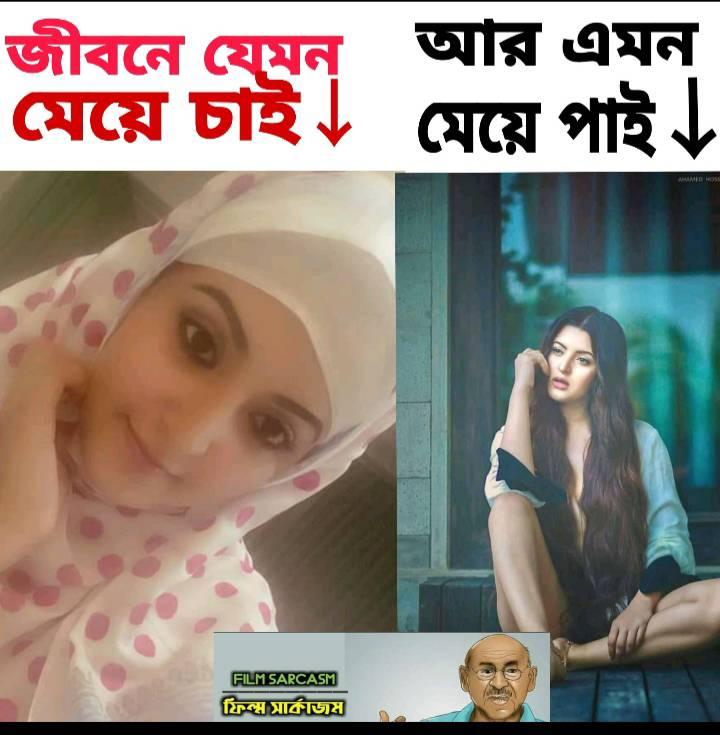 জীবনে যেমন
মেয়ে চাই↓
আর এমন
মেয়ে পাই↓
FILM SARCASM
ফিল্ম সার্কাজম